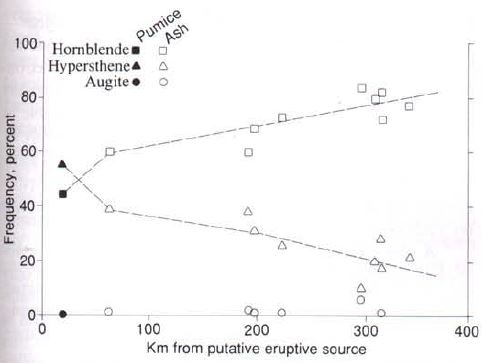 Pumice
Ash
Hornblende ■ □
Hypersthene ▲ △
Augite ● ○
Frequency, percent
100
80
60
40
20
0
0 100 200 300 400
Km from putative eruptive source